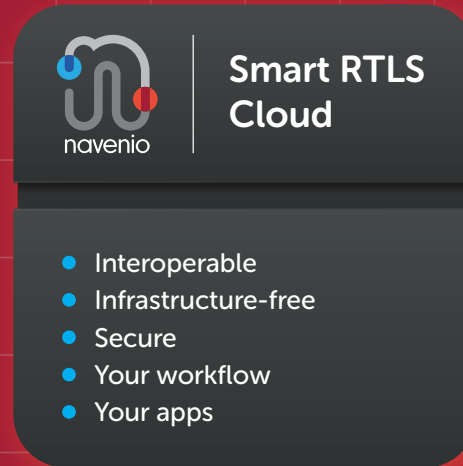 navenio
Smart RTLS
Cloud
Interoperable
Infrastructure-free
Secure
Your workflow
Your apps